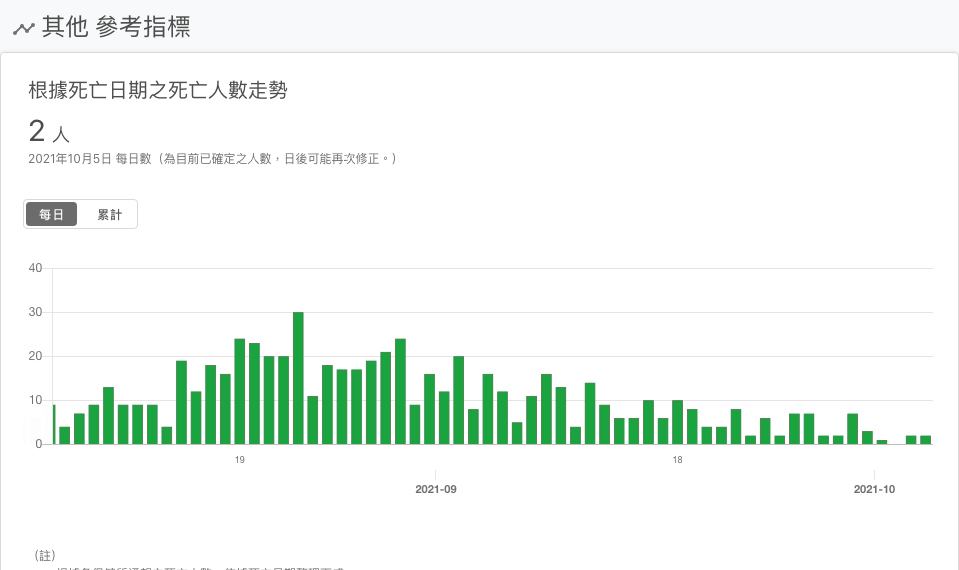 其他 參考指標
根據死亡日期之死亡人數走勢
2 人
2021年10月5日 每日數（為目前已確定之人數，日後可能再次修正。）
每日 累計
40
30
20
10
0
19 18
2021-09 2021-10
（註）